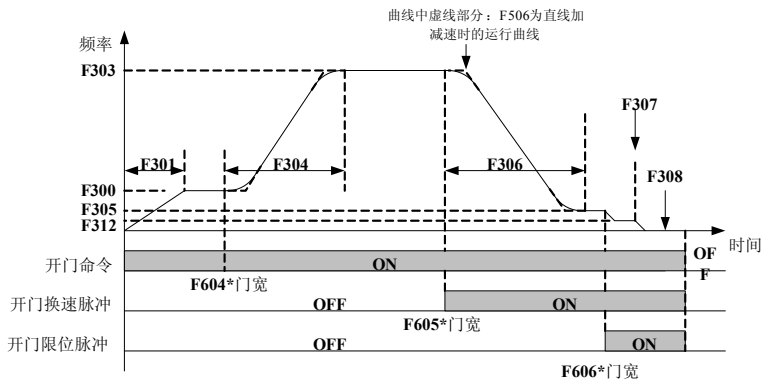 曲线中虚线部分：F506为直线加
减速时的运行曲线
频率
F303
F307
F301
F304
F306
F308
F300
F305
F312
时间
开门命令
ON
OF
F
F604*门宽
开门换速脉冲
OFF
ON
F605*门宽
开门限位脉冲
OFF
ON
F606*门宽